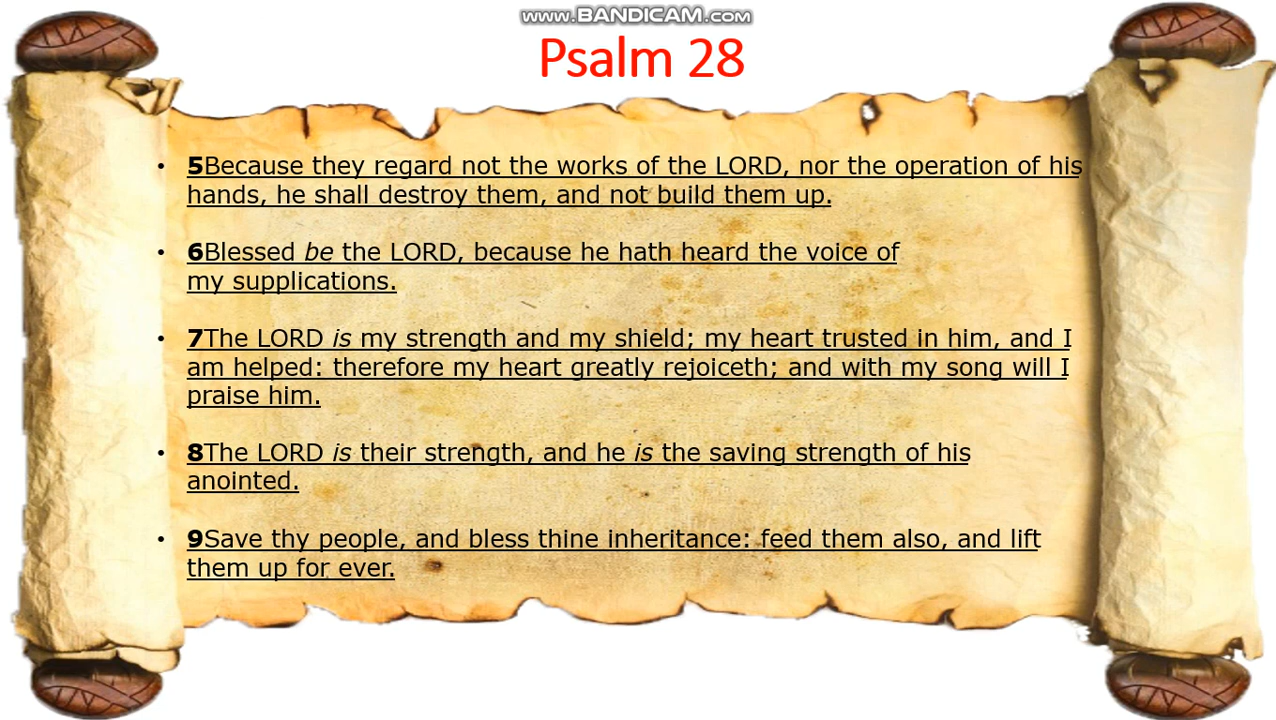 www.BANDICAM.com
Psalm 28
• 5Because they regard not the works of the LORD, nor the operation of his
hands, he shall destroy them, and not build them up.
• 6Blessed be the LORD, because he hath heard the voice of
my supplications.
• 7The LORD is my strength and my shield; my heart trusted in him, and I
am helped: therefore my heart greatly rejoiceth; and with my song will I
praise him.
• 8The LORD is their strength, and he is the saving strength of his
anointed.
• 9Save thy people, and bless thine inheritance: feed them also, and lift
them up for ever.